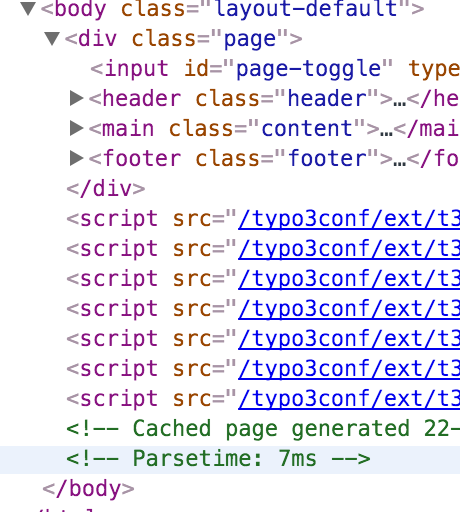 ▼<body class="layout-default">
▼<div class="page">
<input id="page-toggle" type
▶<header class="header">…</he
▶<main class="content">…</mai
▶<footer class="footer">…</fo
</div>
<script src="/typo3conf/ext/t3
<script src="/typo3conf/ext/t3
<script src="/typo3conf/ext/t3
<script src="/typo3conf/ext/t3
<script src="/typo3conf/ext/t3
<script src="/typo3conf/ext/t3
<script src="/typo3conf/ext/t3
<!-- Cached page generated 22-
<!-- Parsetime: 7ms -->
</body>